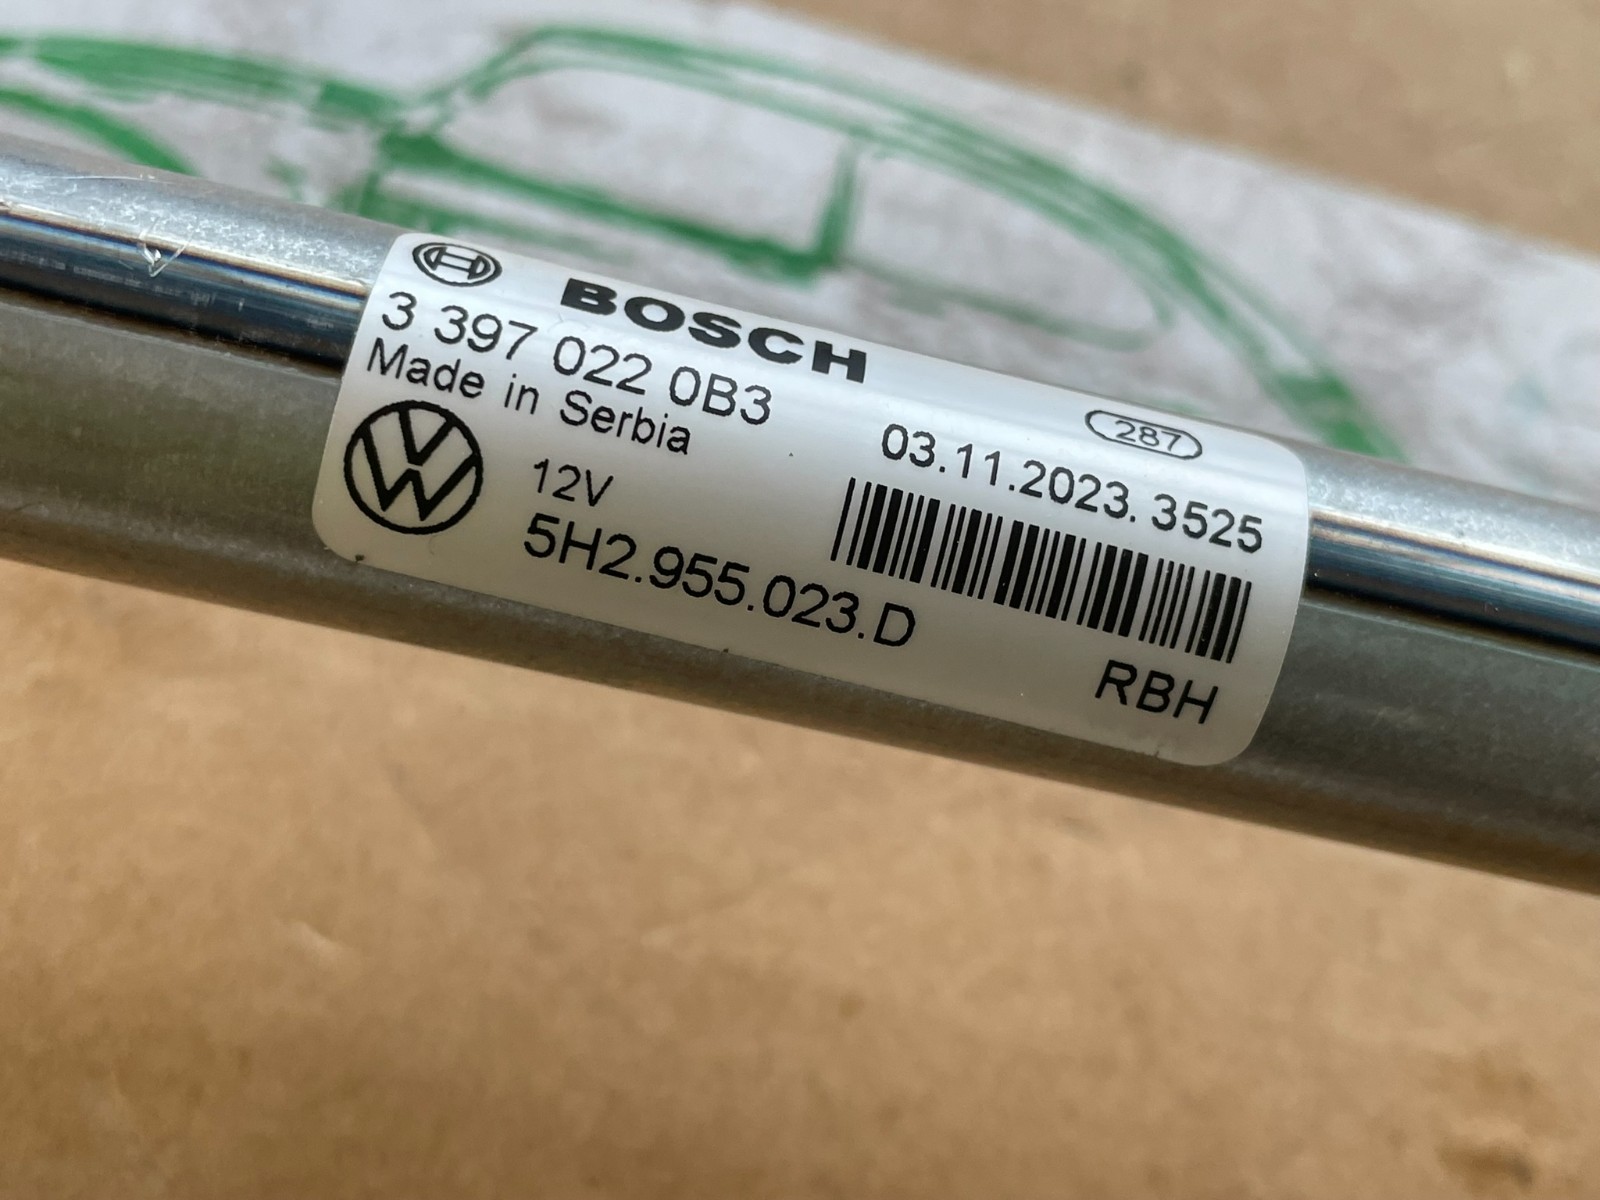 BOSCH
3 397 022 0B3
Made in Serbia
287
03.11.2023. 3525
12V
5H2.955.023.D
RBH